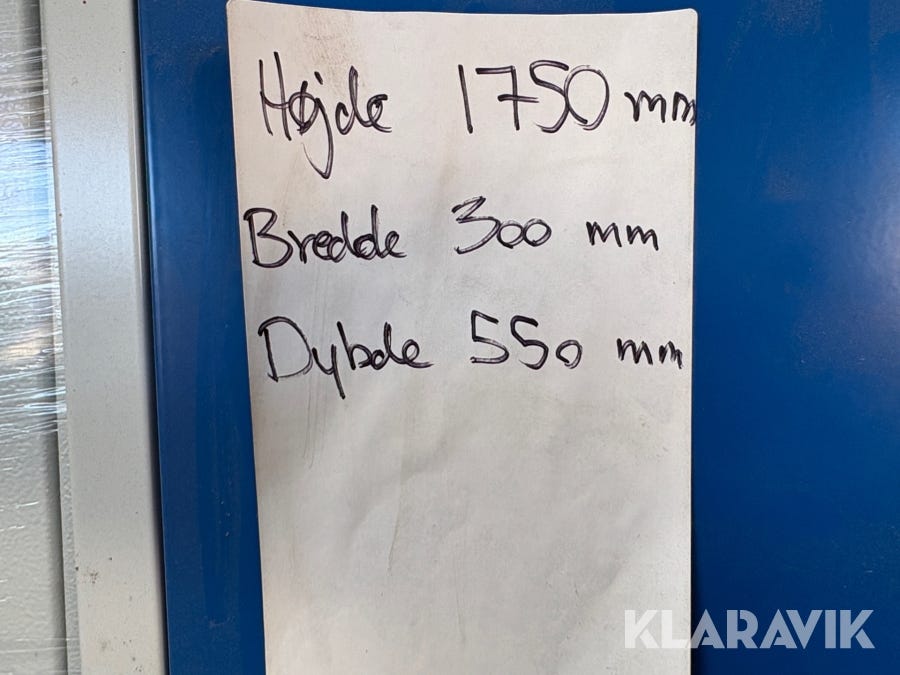 Højde 1750 mm
Bredde 300 mm
Dybde 550 mm
KLARAVIK